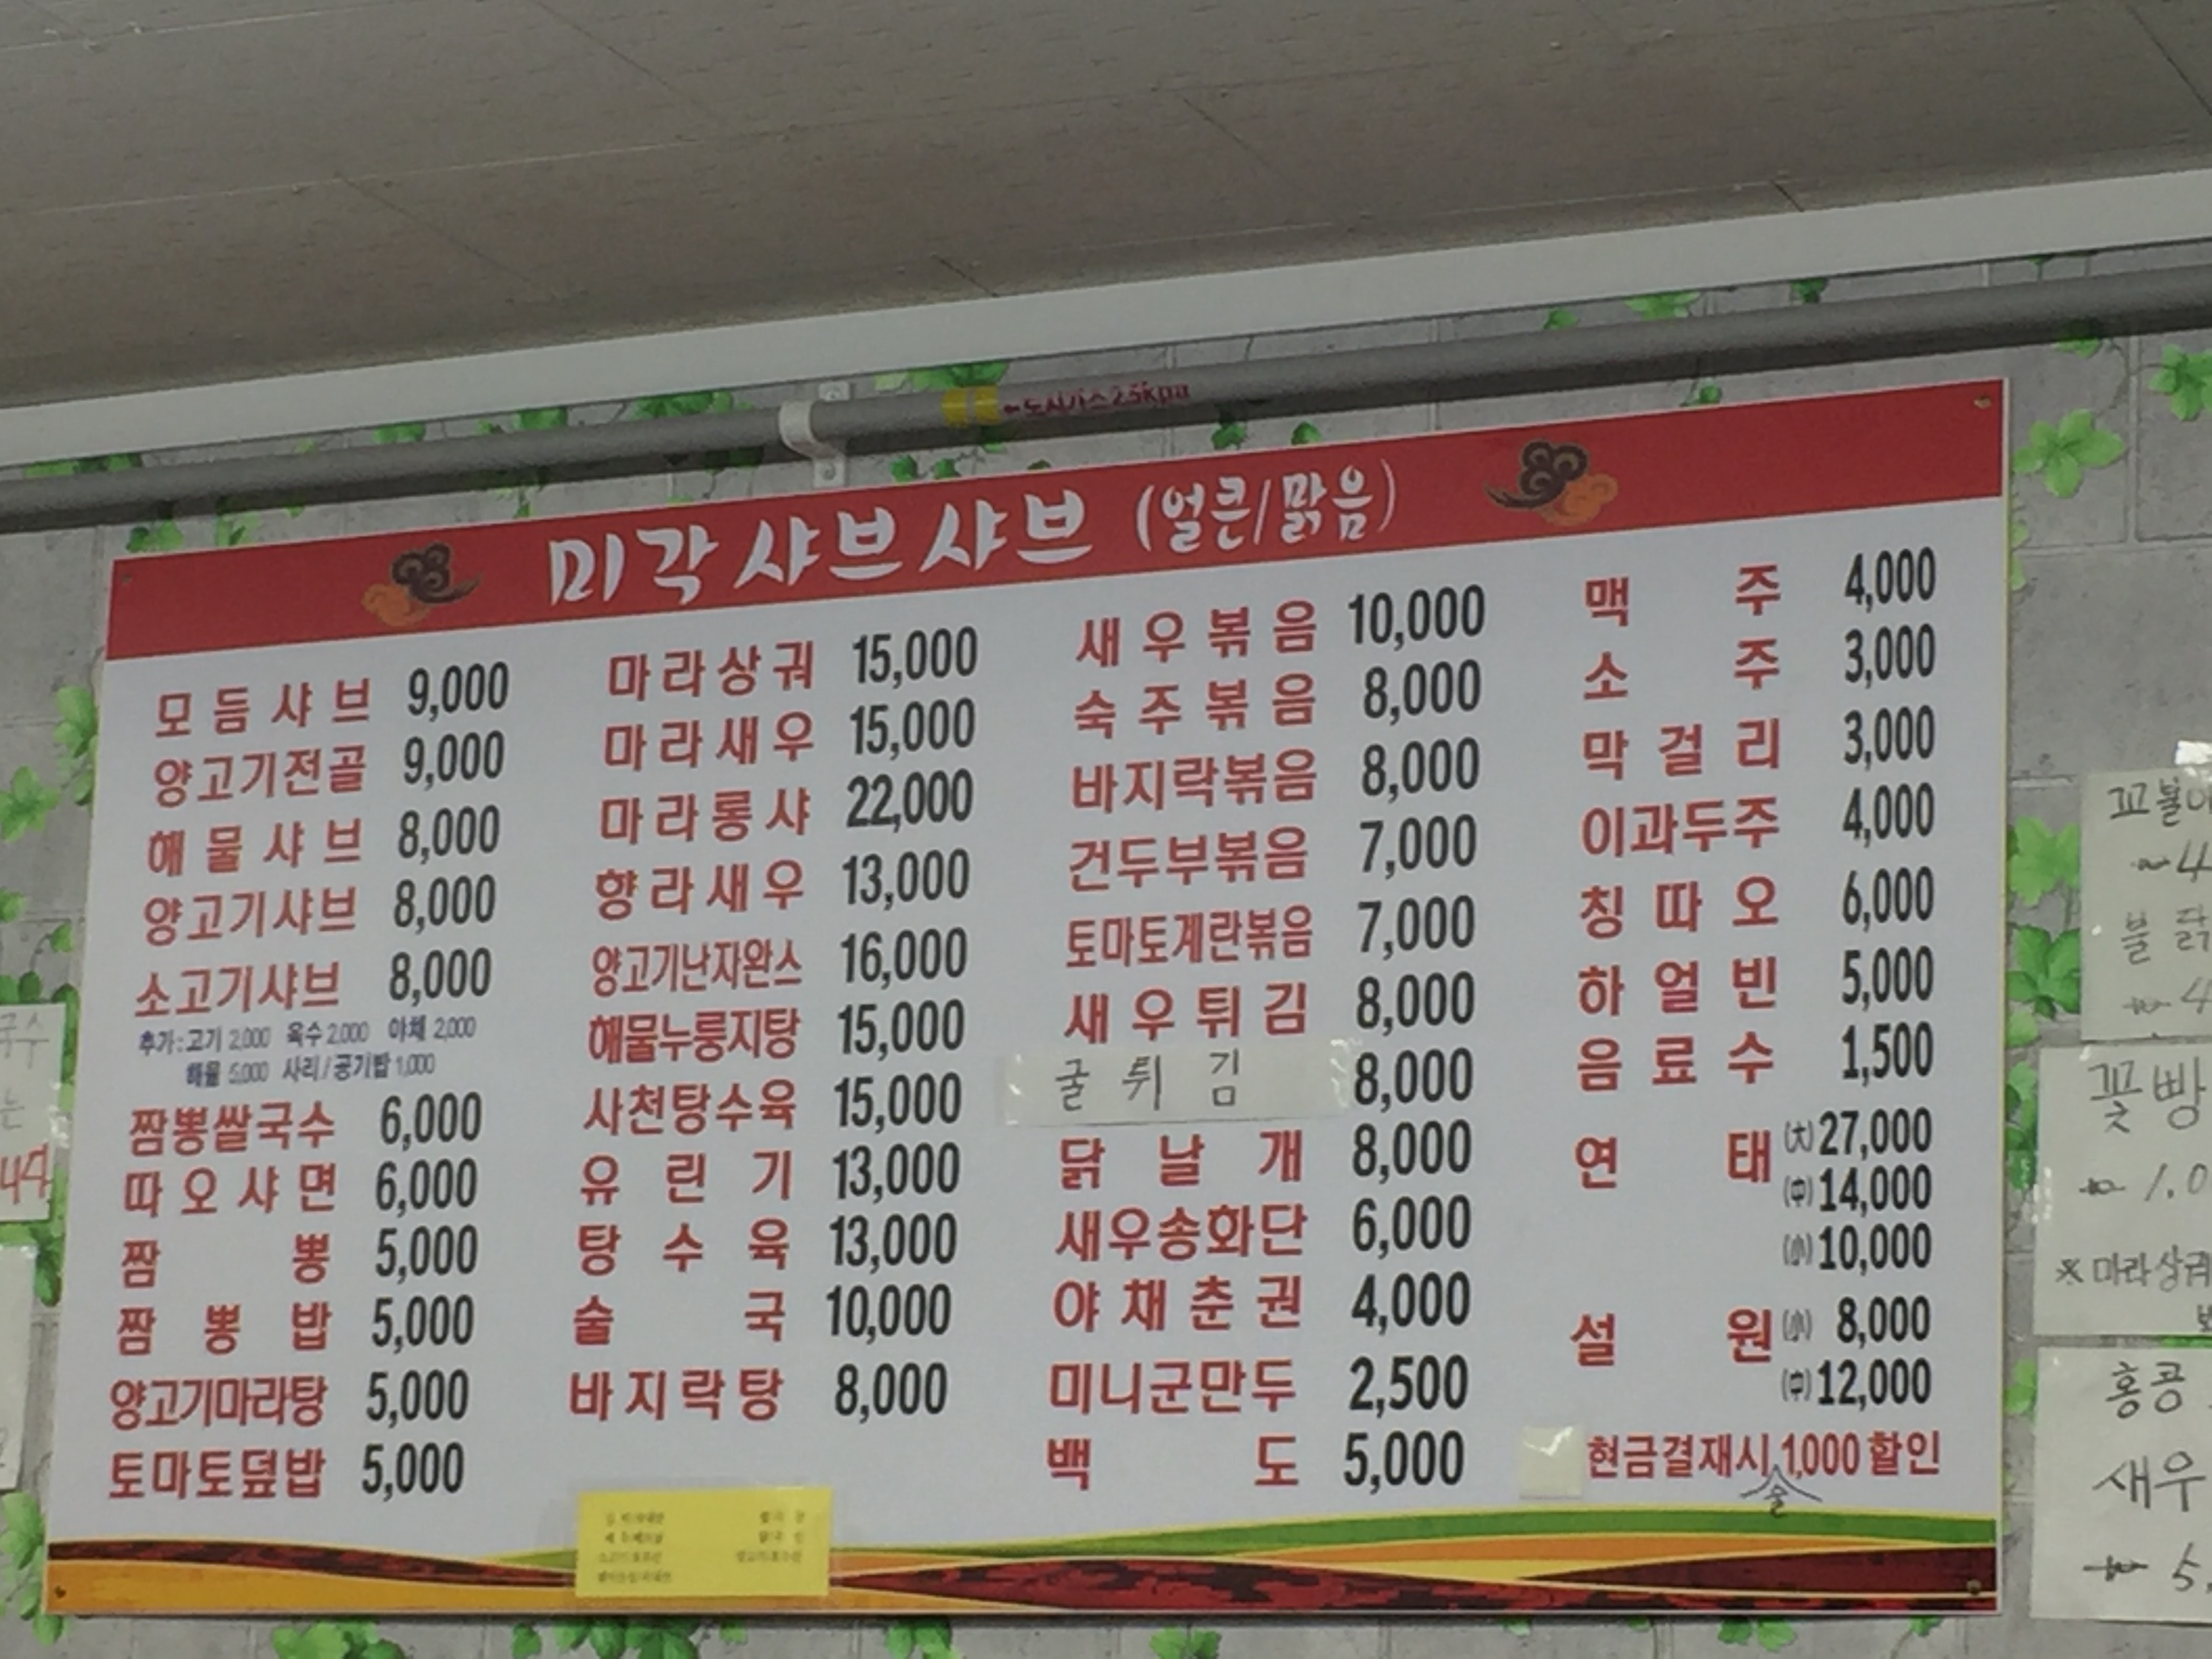 ←도시가스 2.5kpa
미각샤브샤브 (얼큰/맑음)
모듬샤브 9,000
양고기전골 9,000
해물샤브 8,000
양고기샤브 8,000
소고기샤브 8,000
추가:고기 2,000 육수 2,000 야채 2,000
해물 5,000 사리/공기밥 1,000
짬뽕쌀국수 6,000
따오샤면 6,000
짬뽕 5,000
짬뽕밥 5,000
양고기마라탕 5,000
토마토덮밥 5,000
마라샹궈 15,000
마라새우 15,000
마라롱샤 22,000
향라새우 13,000
양고기난자완스 16,000
해물누룽지탕 15,000
사천탕수육 15,000
유린기 13,000
탕수육 13,000
술국 10,000
바지락탕 8,000
새우볶음 10,000
숙주볶음 8,000
바지락볶음 8,000
건두부볶음 7,000
토마토계란볶음 7,000
새우튀김 8,000
굴튀김 8,000
닭날개 8,000
새우송화단 6,000
야채춘권 4,000
미니군만두 2,500
백도 5,000
맥주 4,000
소주 3,000
막걸리 3,000
이과두주 4,000
칭따오 6,000
하얼빈 5,000
음료수 1,500
연태 (大) 27,000
(中) 14,000
(小) 10,000
설원 (小) 8,000
(中) 12,000
현금결재시 1,000 할인
술
국수
는
꼬불이
~4
불닭
꽃빵
1.0
※마라샹궈
홍콩
새우
5.